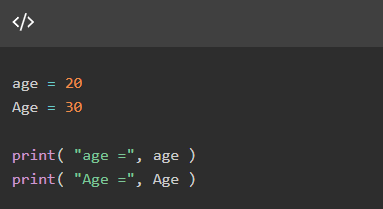 </>
age = 20
Age = 30
print( "age =", age )
print( "Age =", Age )